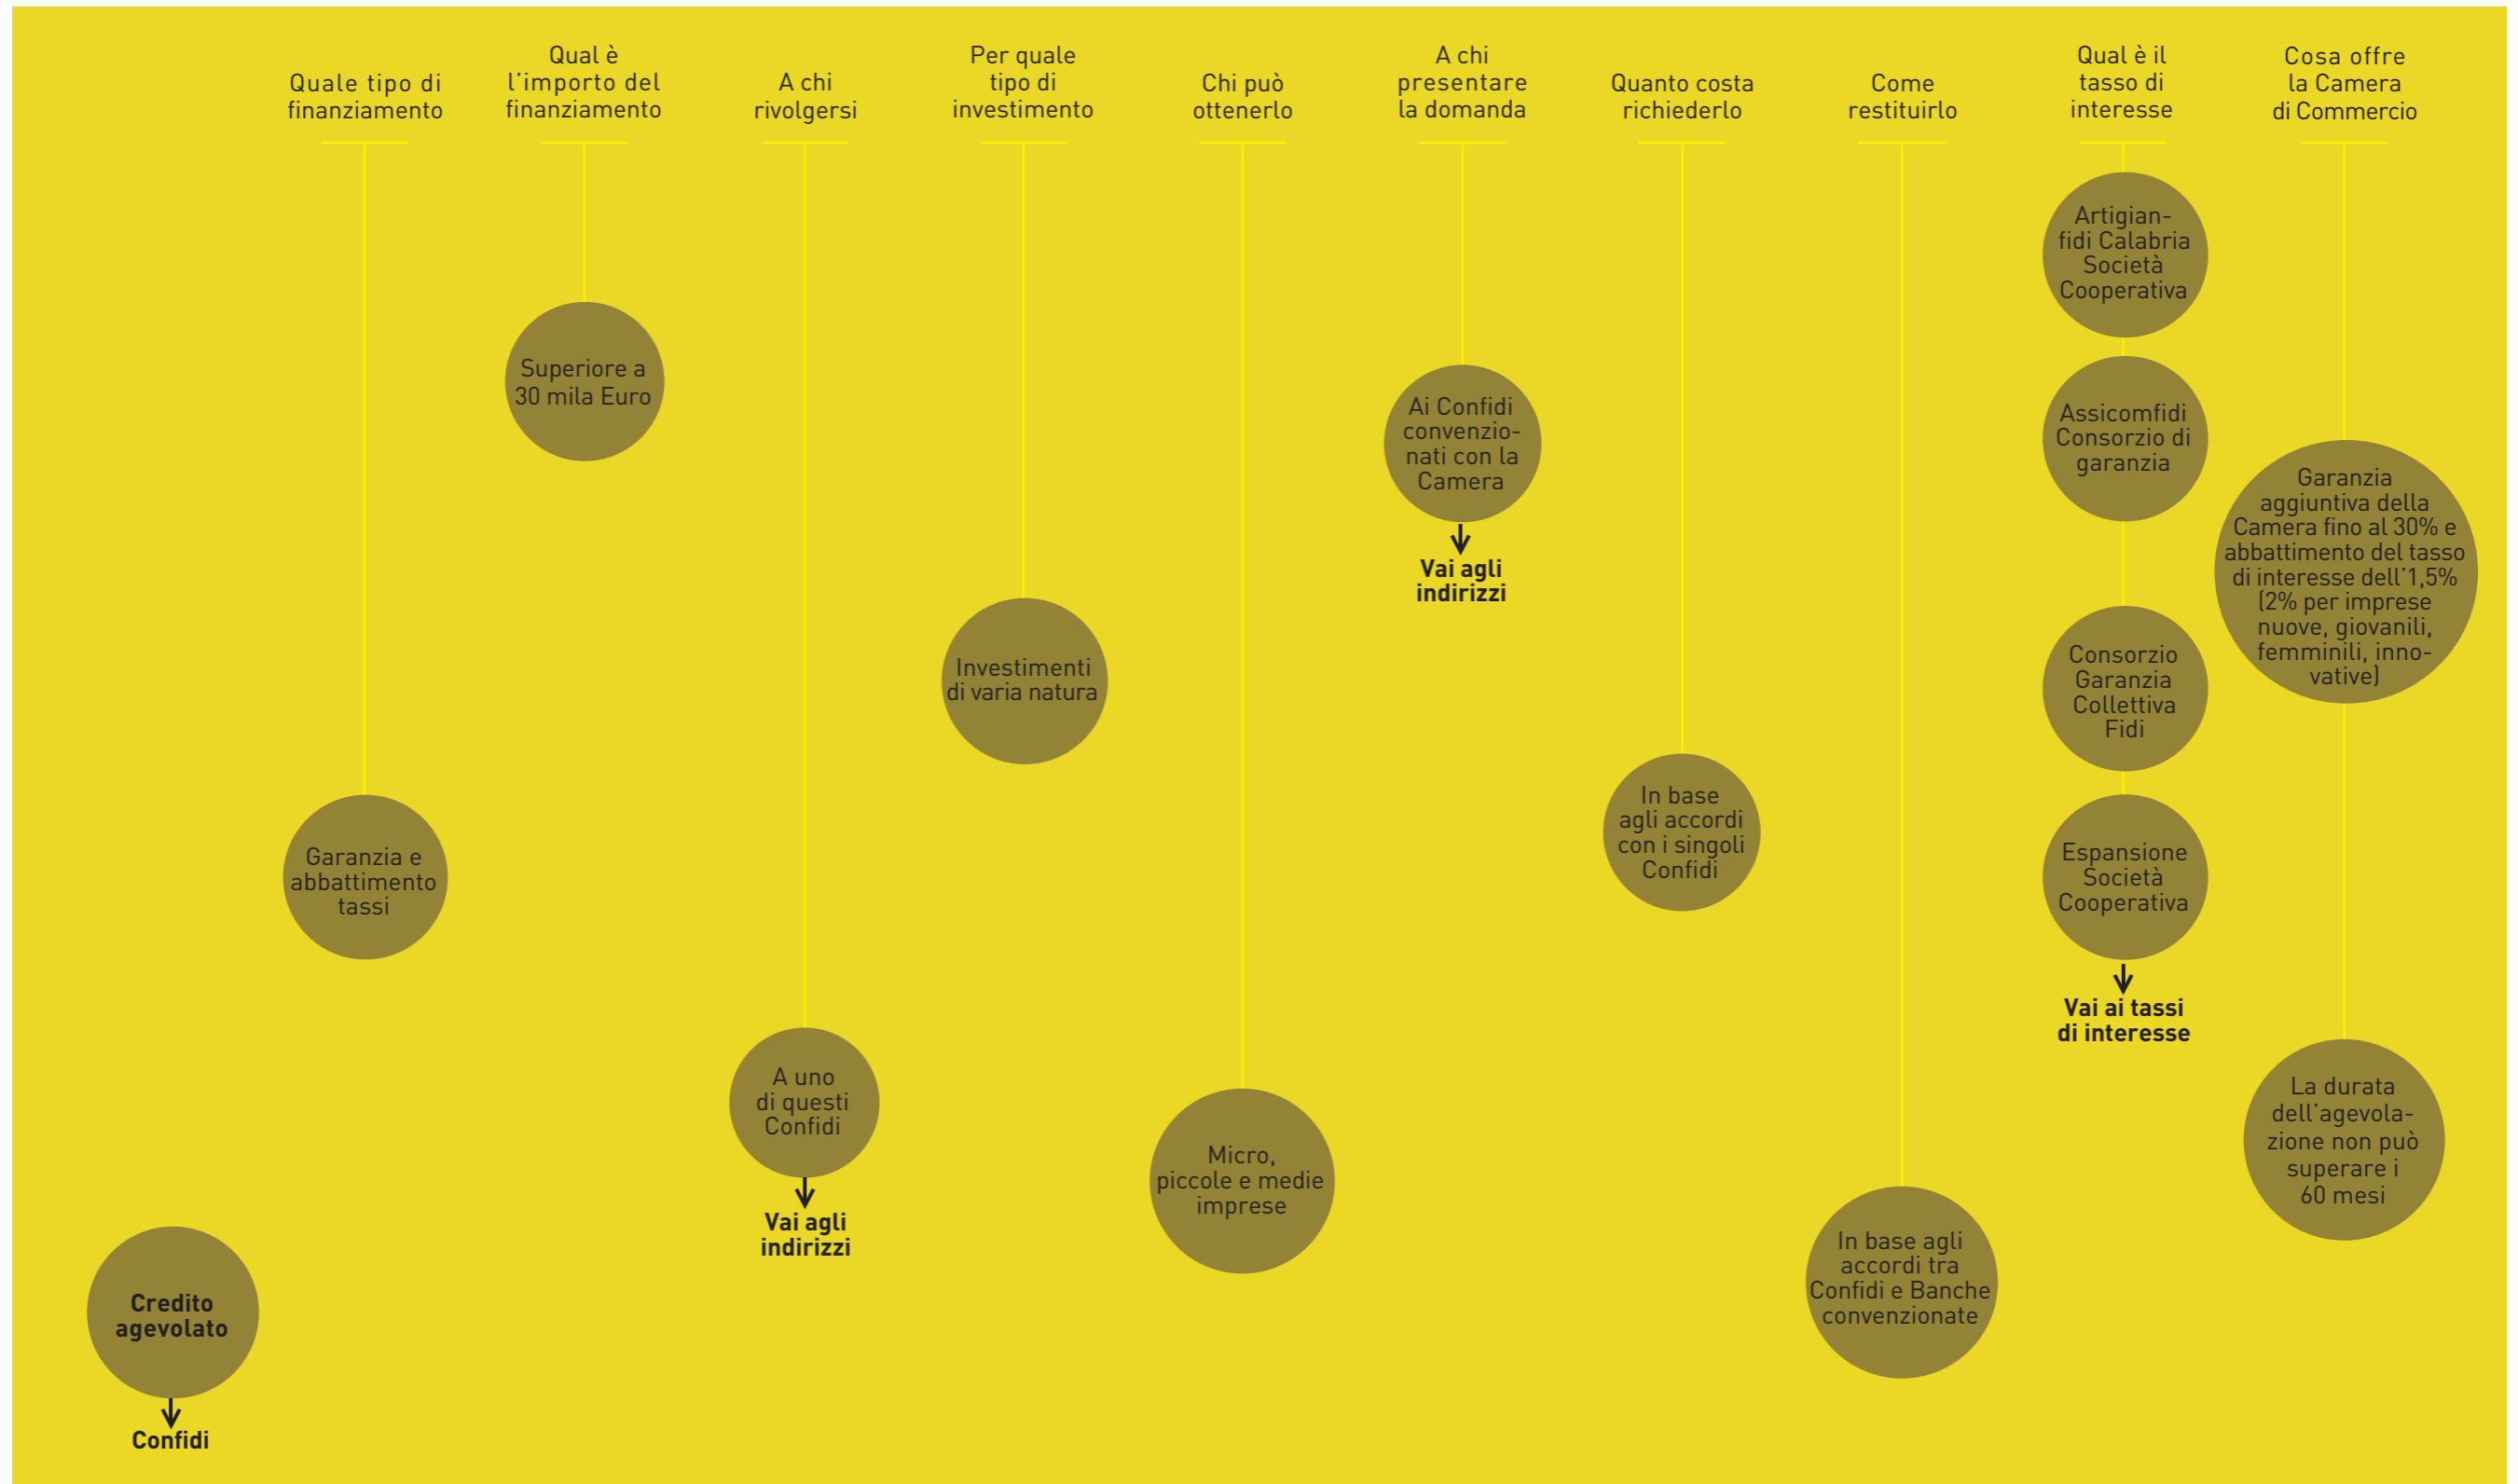 Quale tipo di
finanziamento
Garanzia e
abbattimento
tassi
Qual è
l'importo del
finanziamento
Superiore a
30 mila Euro
A chi
rivolgersi
A uno
di questi
Confidi
Vai agli
indirizzi
Per quale
tipo di
investimento
Investimenti
di varia natura
Chi può
ottenerlo
Micro,
piccole e medie
imprese
A chi
presentare
la domanda
Ai Confidi
convenzio-
nati con la
Camera
Vai agli
indirizzi
Quanto costa
richiederlo
In base
agli accordi
con i singoli
Confidi
Come
restituirlo
In base agli
accordi tra
Confidi e Banche
convenzionate
Qual è il
tasso di
interesse
Artigian-
fidi Calabria
Società
Cooperativa
Assicomfidi
Consorzio di
garanzia
Consorzio
Garanzia
Collettiva
Fidi
Espansione
Società
Cooperativa
Vai ai tassi
di interesse
Cosa offre
la Camera
di Commercio
Garanzia
aggiuntiva della
Camera fino al 30% e
abbattimento del tasso
di interesse dell'1,5%
(2% per imprese
nuove, giovanili,
femminili, inno-
vative)
La durata
dell'agevola-
zione non può
superare i
60 mesi
Credito
agevolato
Confidi